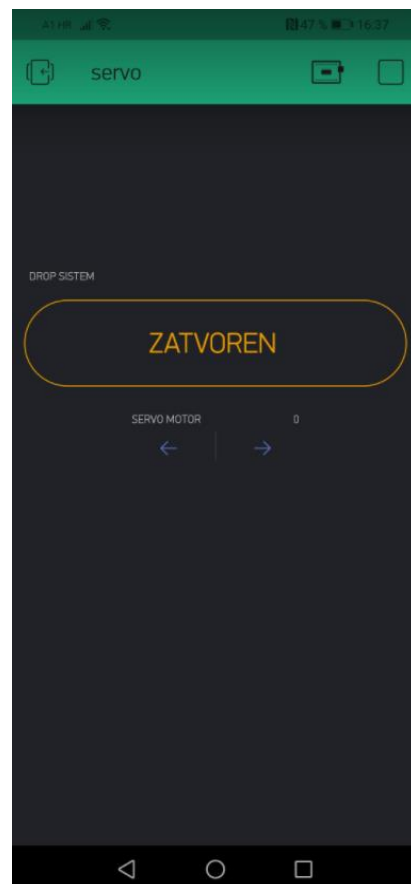 A1 HR 47 % 16:37
servo
DROP SISTEM
ZATVOREN
SERVO MOTOR 0